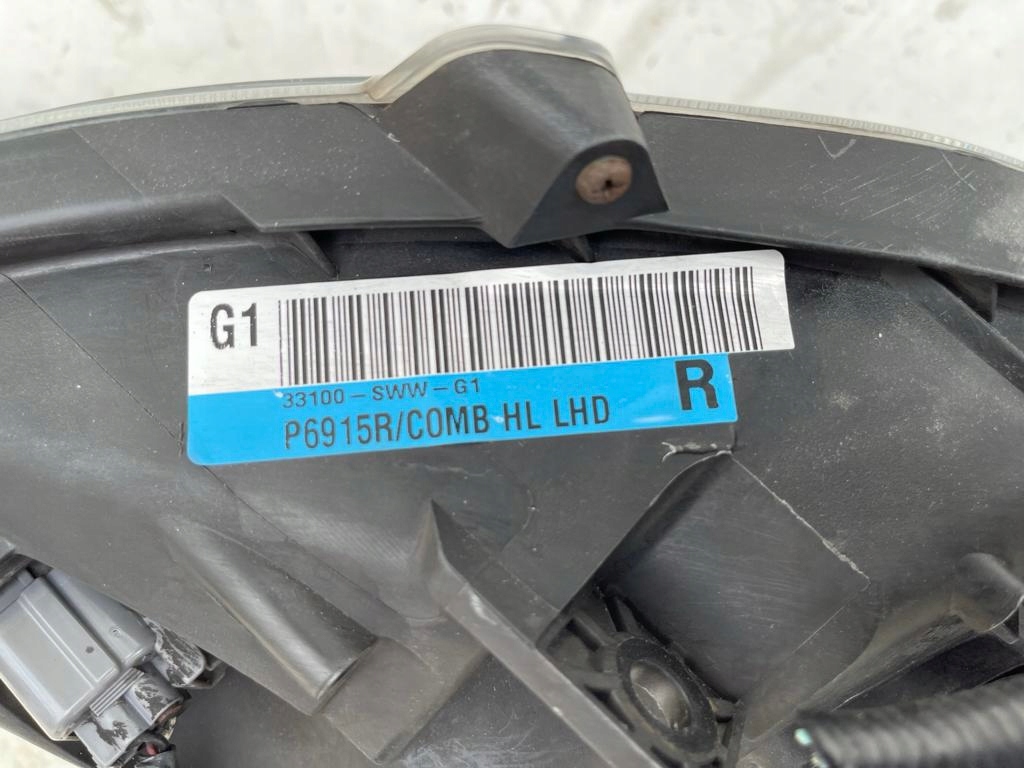 G1
33100-SWW-G1
P6915R/COMB HL LHD
R